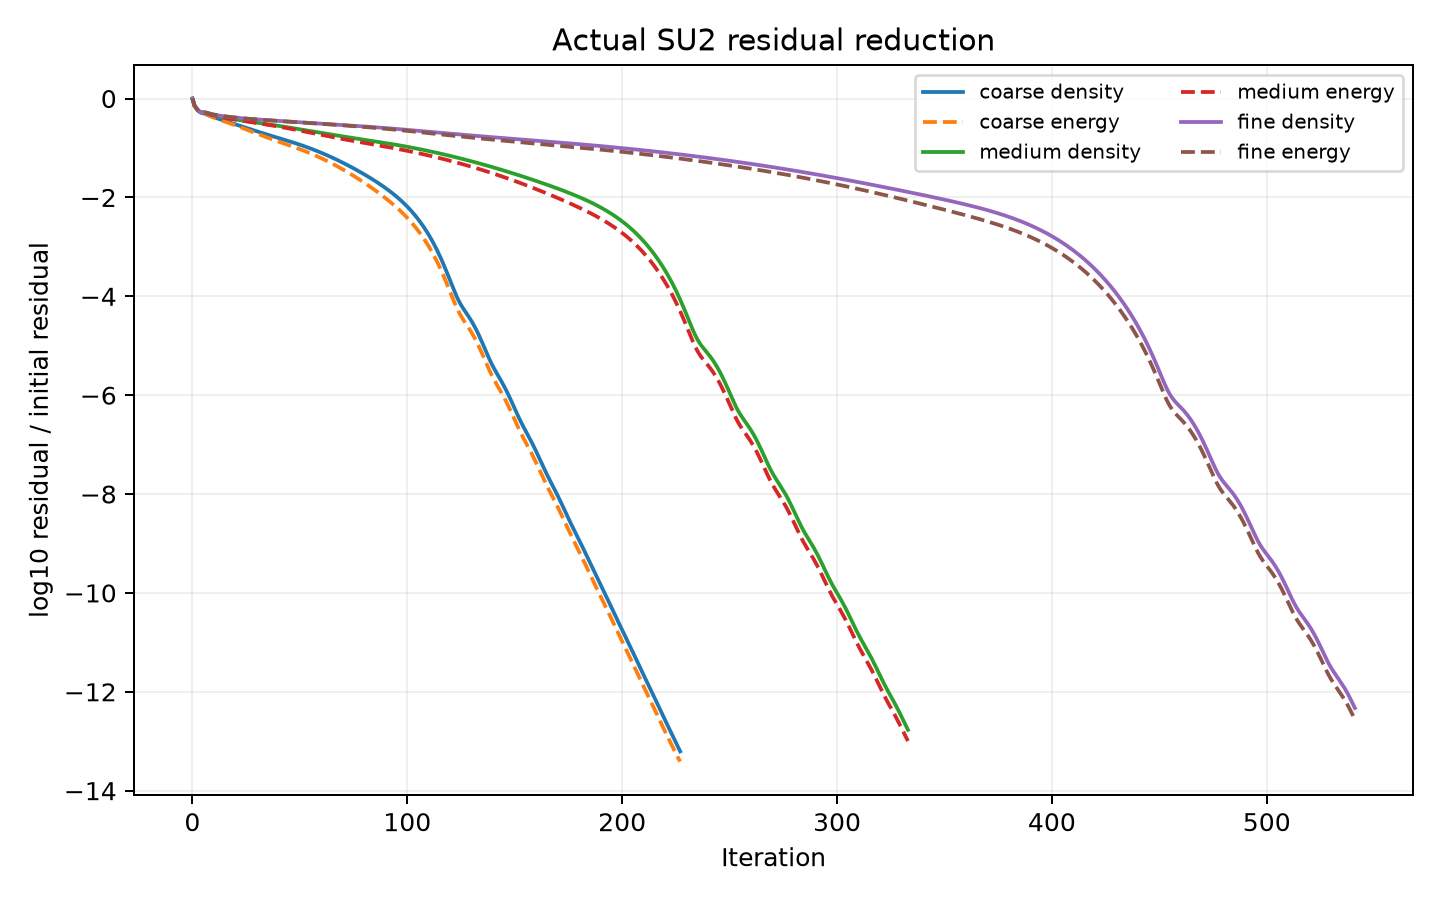 Actual SU2 residual reduction
coarse density
coarse energy
medium density
medium energy
fine density
fine energy
log10 residual / initial residual
0
−2
−4
−6
−8
−10
−12
−14
0 100 200 300 400 500
Iteration